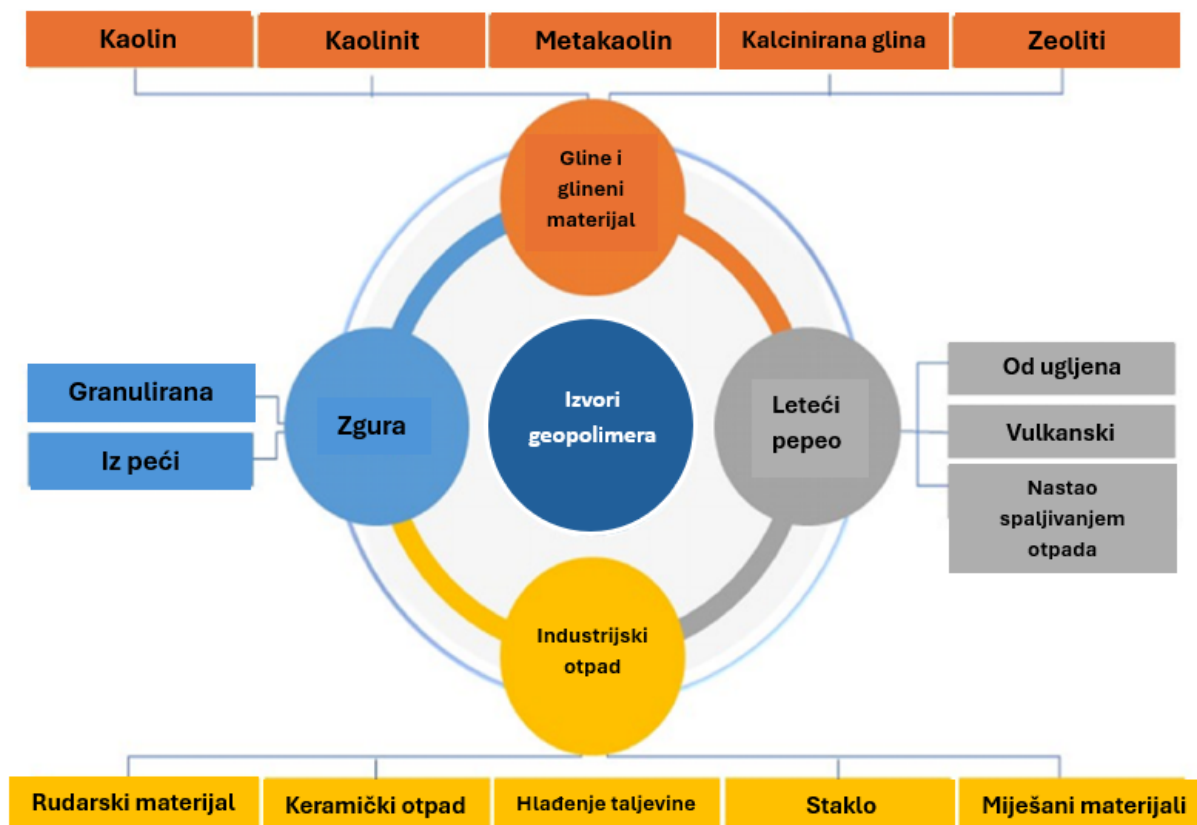 Kaolin
Kaolinit
Metakaolin
Kalcinirana glina
Zeoliti
Gline i
glineni
materijal
Granulirana
Iz peći
Zgura
Izvori
geopolimera
Leteći
pepeo
Od ugljena
Vulkanski
Nastao
spaljivanjem
otpada
Industrijski
otpad
Rudarski materijal
Keramički otpad
Hlađenje taljevine
Staklo
Miješani materijali